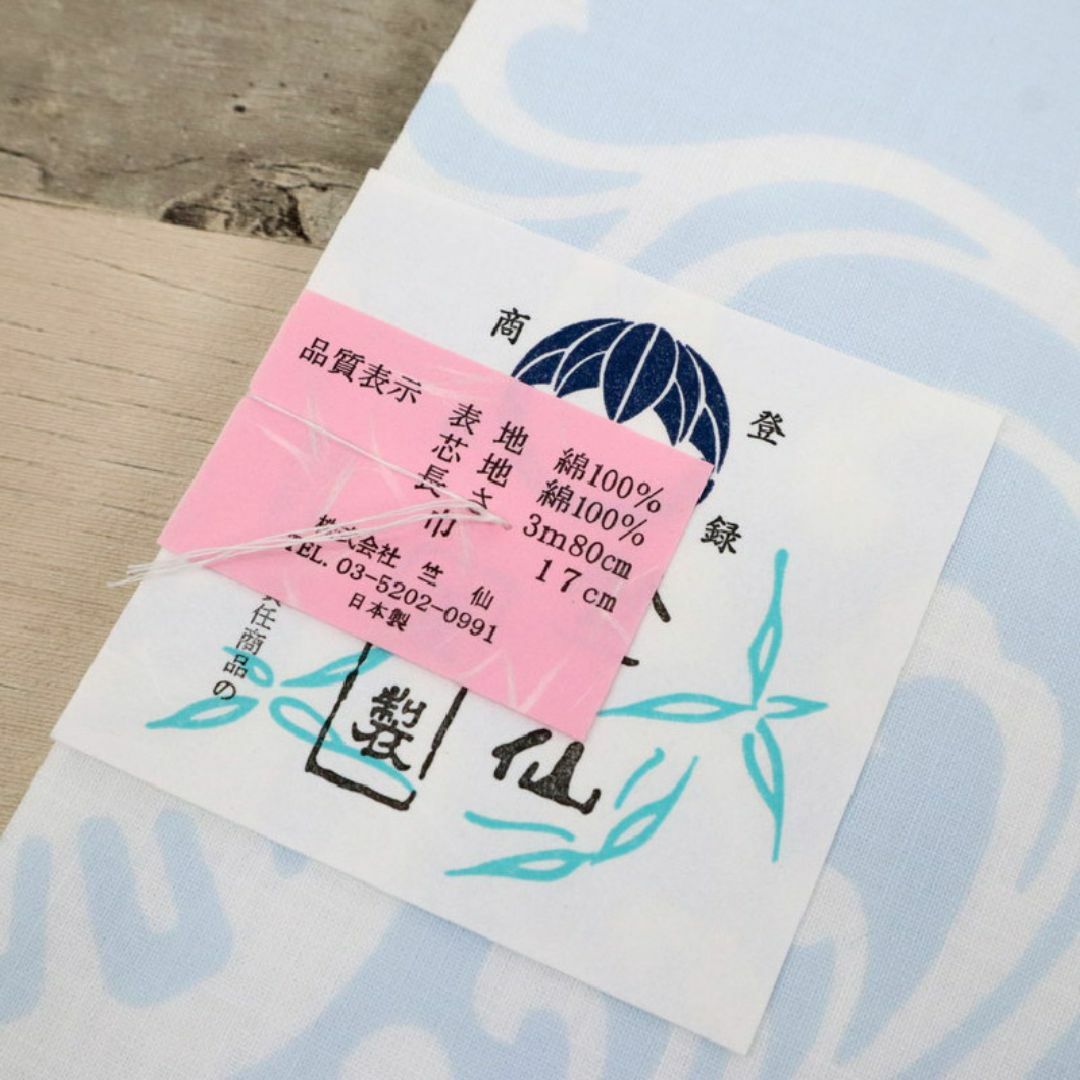 品質表示
表地 綿100%
芯地 綿100%
長さ 3m80cm
巾 17cm
株式会社 竺仙
TEL. 03-5202-0991
日本製
商
登
録
仙
製
任商品の